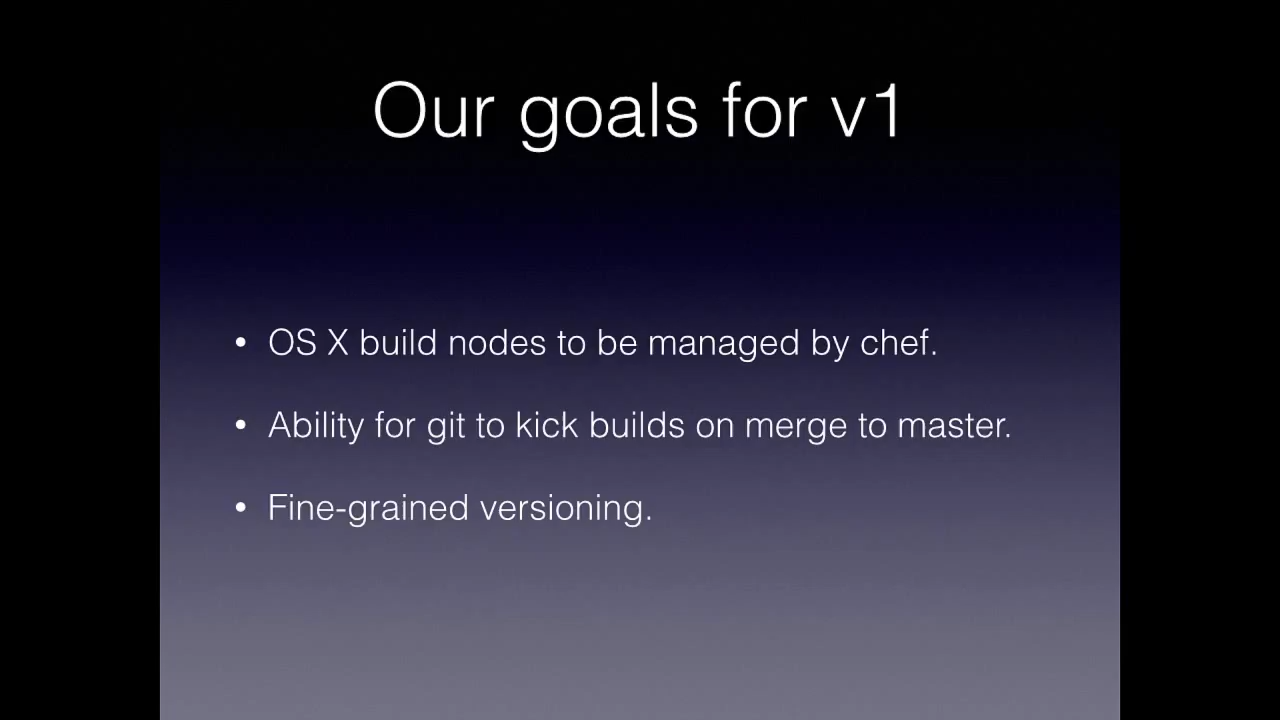 Our goals for v1
• OS X build nodes to be managed by chef.
• Ability for git to kick builds on merge to master.
• Fine-grained versioning.